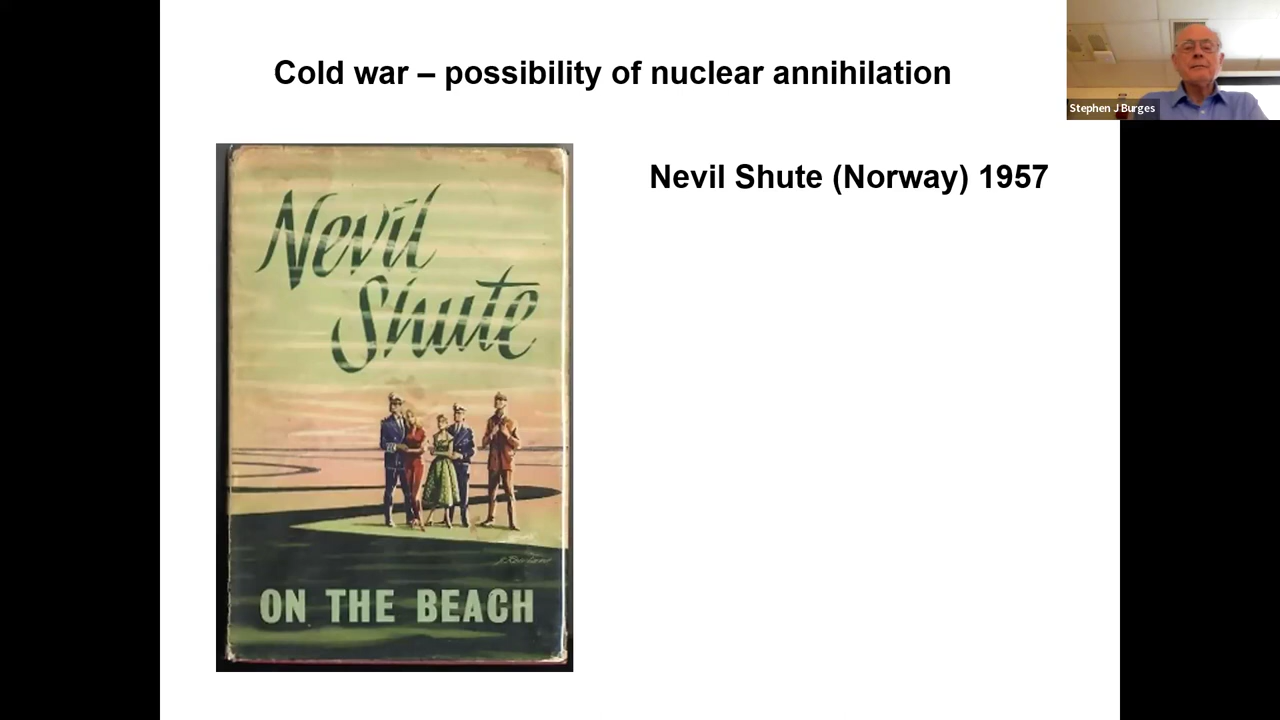 Cold war – possibility of nuclear annihilation
Stephen J Burges
Nevil Shute (Norway) 1957
Nevil
Shute
ON THE BEACH